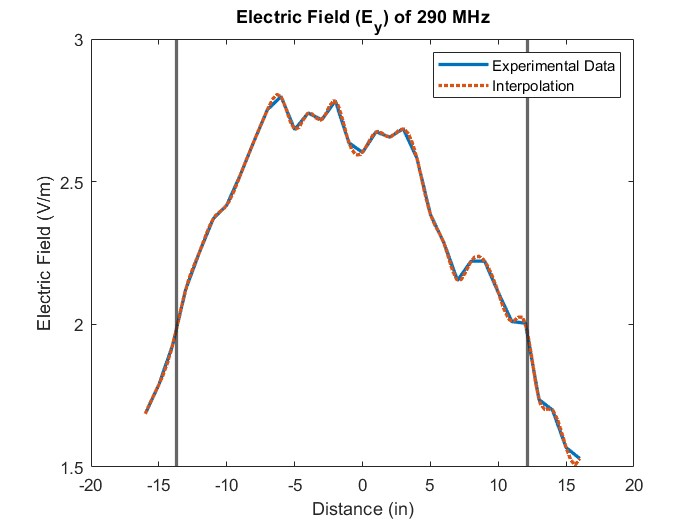 Electric Field (Ey) of 290 MHz
3
Experimental Data
Interpolation
2.5
Electric Field (V/m)
2
1.5
-20 -15 -10 -5 0 5 10 15 20
Distance (in)